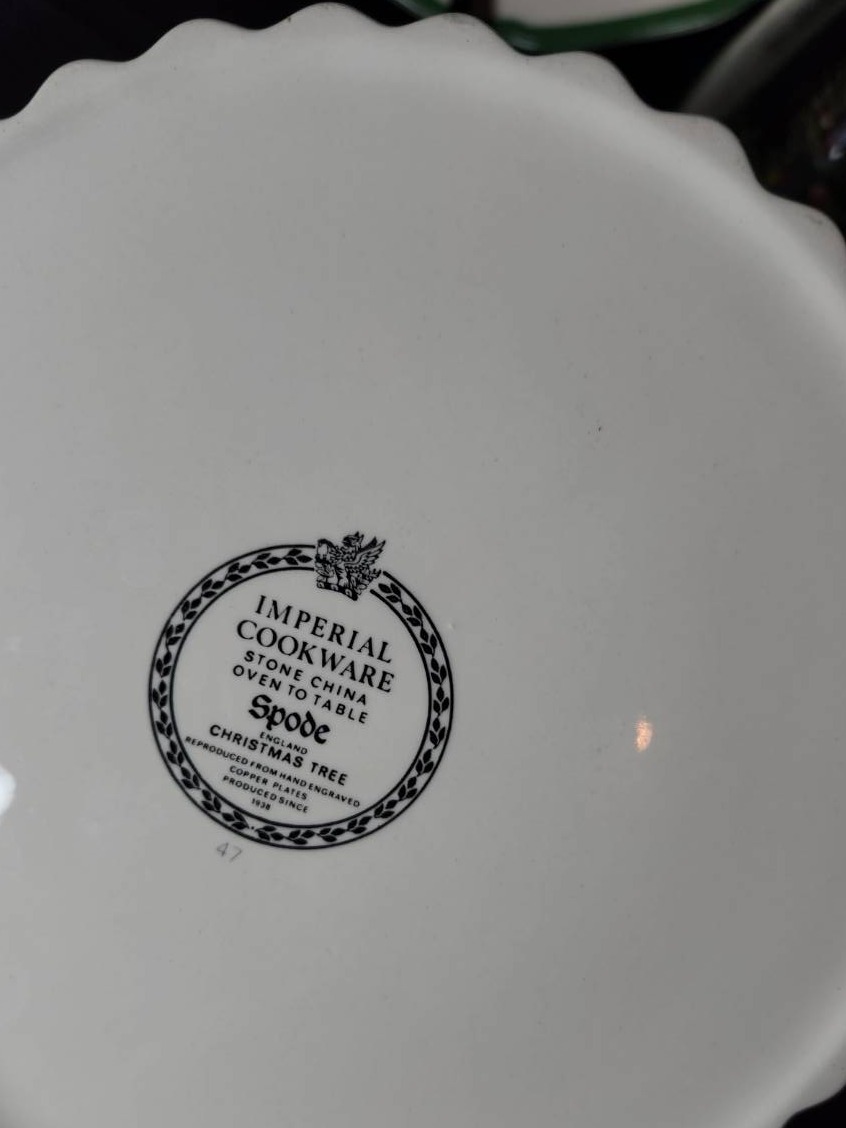 IMPERIAL
COOKWARE
STONE CHINA
OVEN TO TABLE
Spode
ENGLAND
CHRISTMAS TREE
REPRODUCED FROM HAND ENGRAVED
COPPER PLATES
PRODUCED SINCE
1938
47